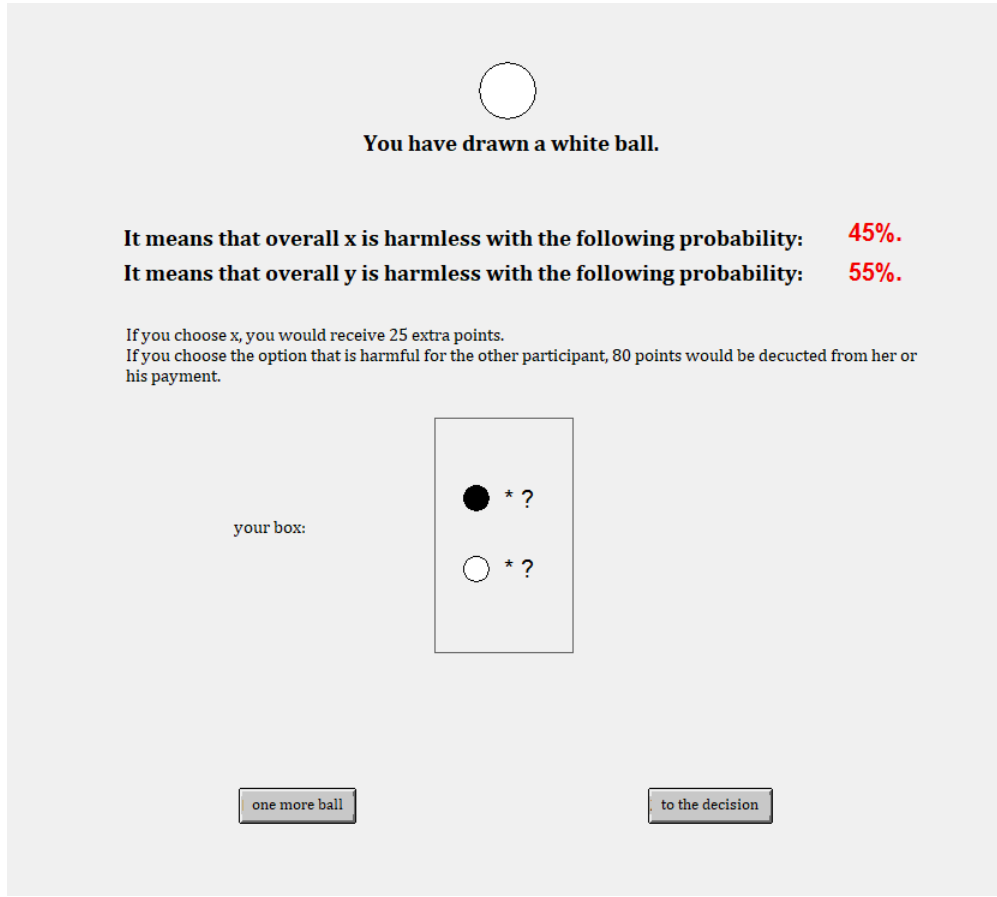 You have drawn a white ball.
It means that overall x is harmless with the following probability: 45%.
It means that overall y is harmless with the following probability: 55%.
If you choose x, you would receive 25 extra points.
If you choose the option that is harmful for the other participant, 80 points would be decucted from her or
his payment.
* ?
your box:
* ?
one more ball
to the decision